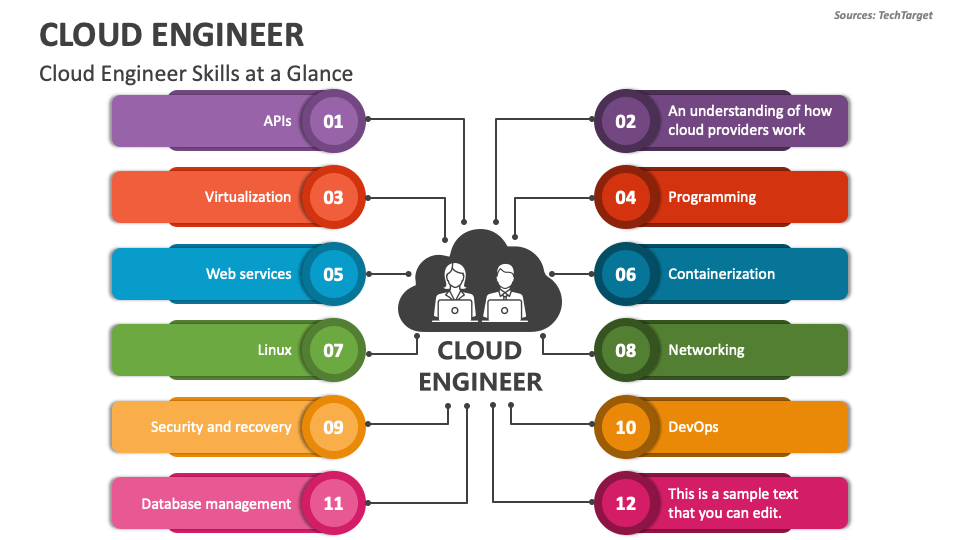 Sources: TechTarget
CLOUD ENGINEER
Cloud Engineer Skills at a Glance
APIs
01
02
An understanding of how
cloud providers work
Virtualization
03
04
Programming
Web services
05
06
Containerization
Linux
07
08
Networking
CLOUD
ENGINEER
Security and recovery
09
10
DevOps
Database management
11
12
This is a sample text
that you can edit.